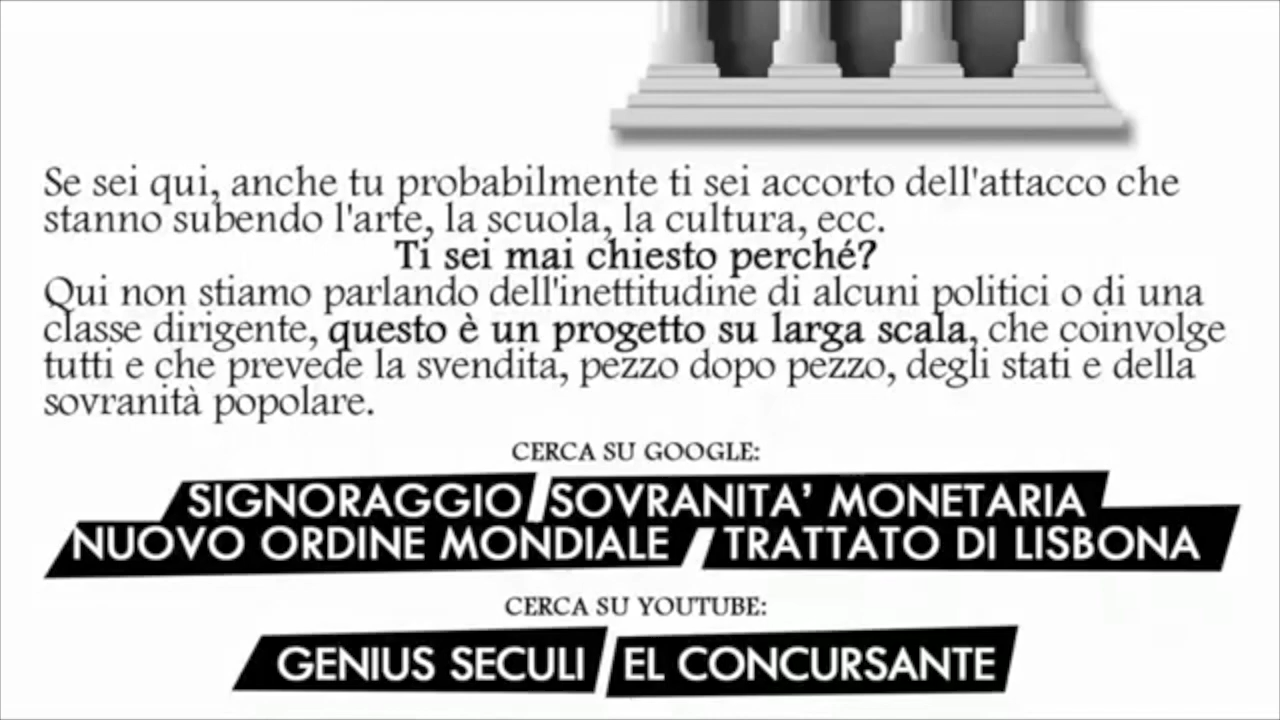 Se sei qui, anche tu probabilmente ti sei accorto dell'attacco che
stanno subendo l'arte, la scuola, la cultura, ecc.
Ti sei mai chiesto perché?
Qui non stiamo parlando dell'inettitudine di alcuni politici o di una
classe dirigente, questo è un progetto su larga scala, che coinvolge
tutti e che prevede la svendita, pezzo dopo pezzo, degli stati e della
sovranità popolare.
CERCA SU GOOGLE:
SIGNORAGGIO SOVRANITA' MONETARIA
NUOVO ORDINE MONDIALE TRATTATO DI LISBONA
CERCA SU YOUTUBE:
GENIUS SECULI EL CONCURSANTE